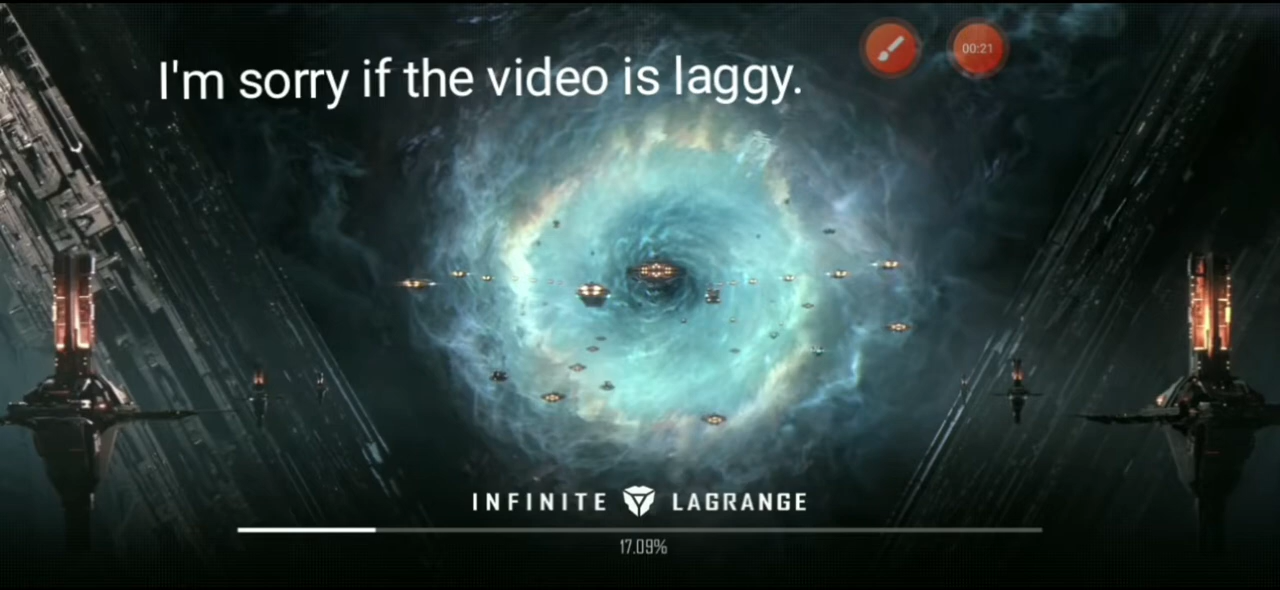 I'm sorry if the video is laggy.
00:21
INFINITE LAGRANGE
17.09%